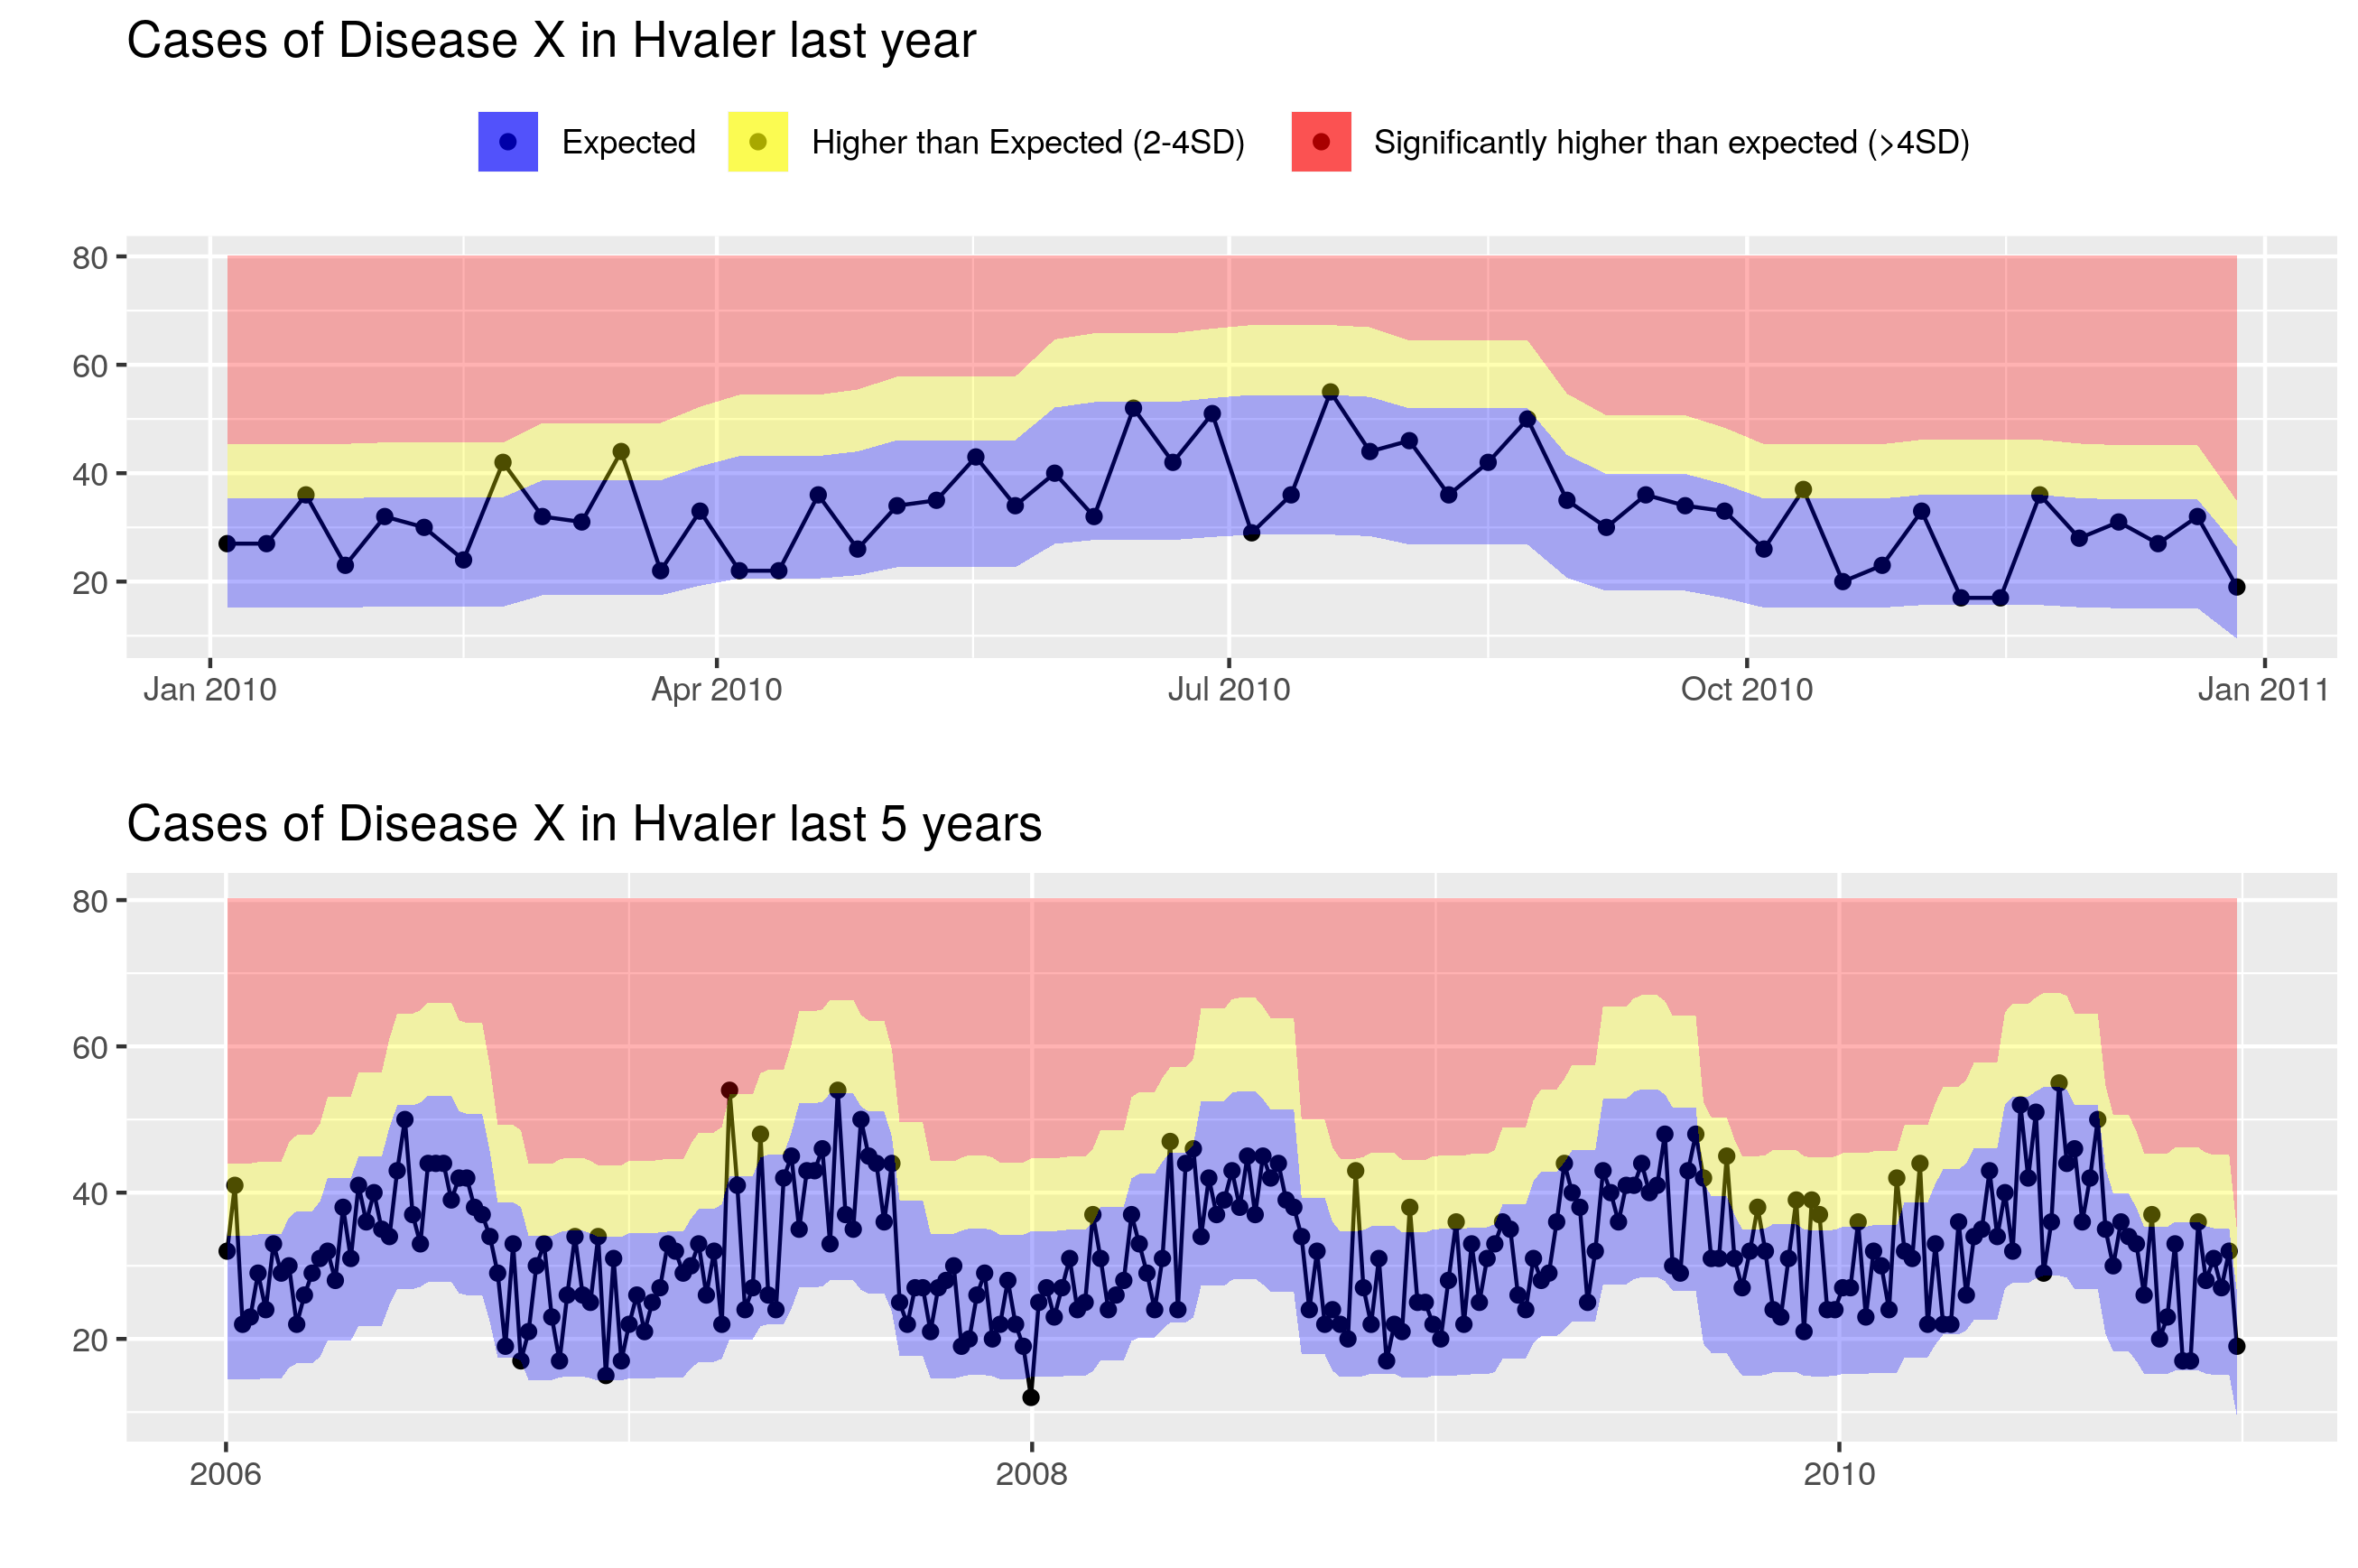 Cases of Disease X in Hvaler last year
Expected Higher than Expected (2-4SD) Significantly higher than expected (>4SD)
80
60
40
20
Jan 2010 Apr 2010 Jul 2010 Oct 2010 Jan 2011
Cases of Disease X in Hvaler last 5 years
80
60
40
20
2006 2008 2010